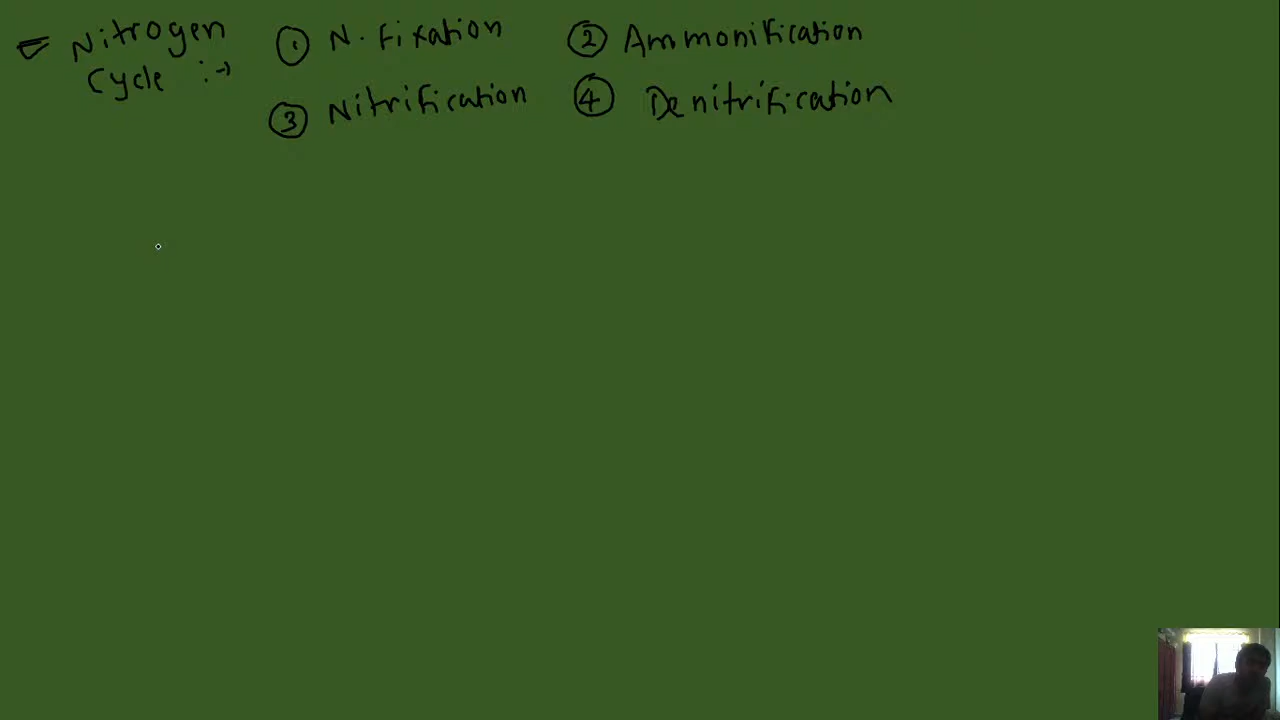 Nitrogen Cycle :->
① N. Fixation ② Ammonification
③ Nitrification ④ Denitrification